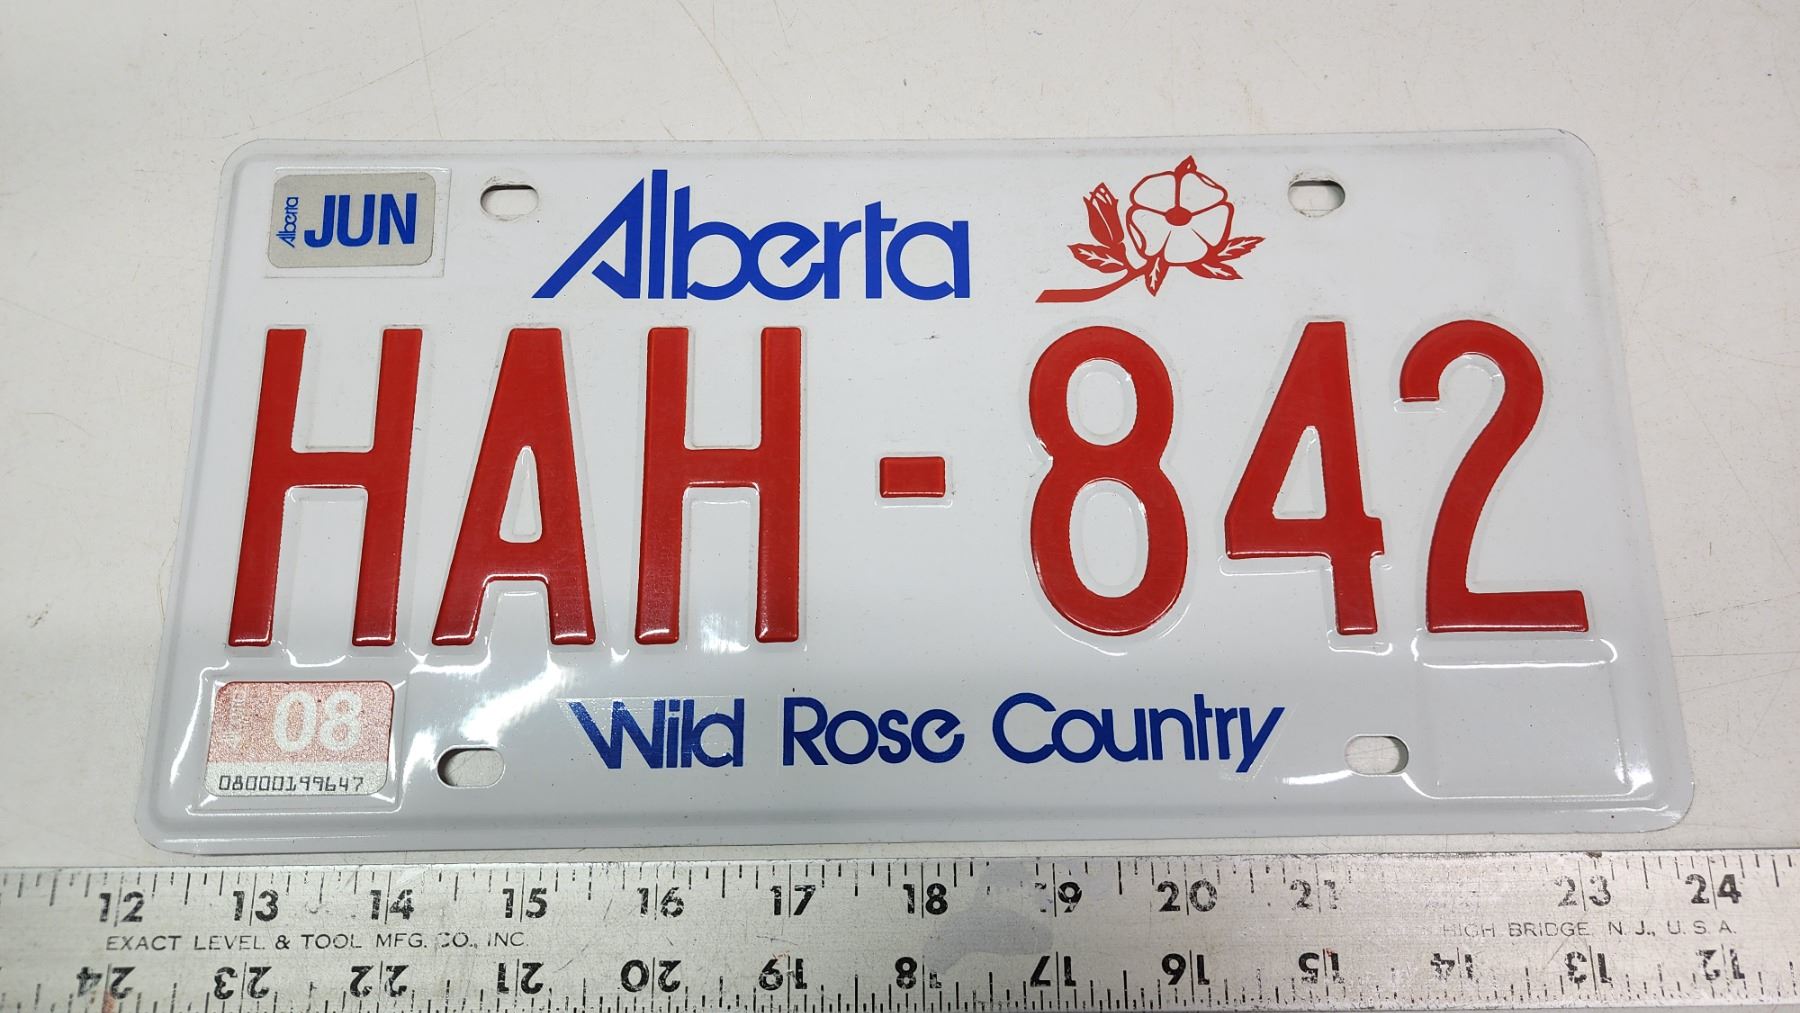 Alberta JUN
Alberta
HAH-842
08
08000199647
Wild Rose Country
12 13 14 15 16 17 18 19 20 21 23 24
EXACT LEVEL & TOOL MFG. CO., INC. HIGH BRIDGE, N. J., U. S. A.
24 23 22 21 20 19 18 17 16 15 14 13 12